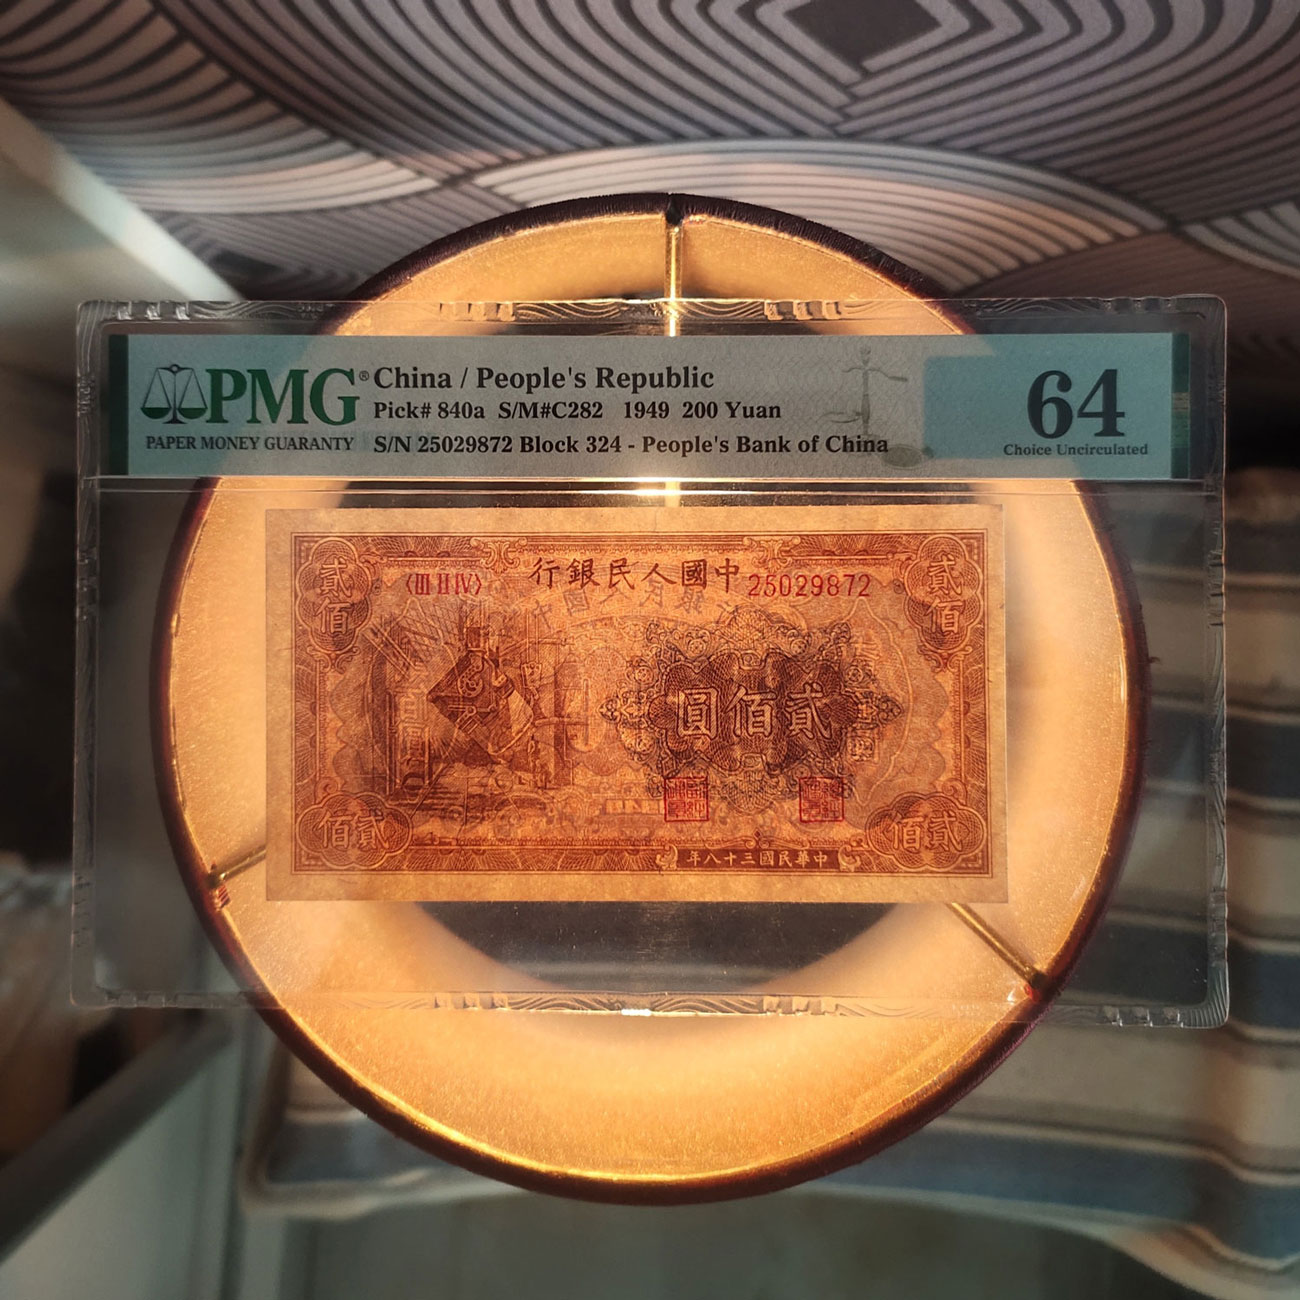 PMG® China / People's Republic
Pick# 840a S/M#C282 1949 200 Yuan
PAPER MONEY GUARANTY
S/N 25029872 Block 324 - People's Bank of China
64
Choice Uncirculated
行銀民人國中
〈III II IV〉
25029872
貳佰
貳佰
圓佰貳
佰貳
佰貳
年八十三國民華中